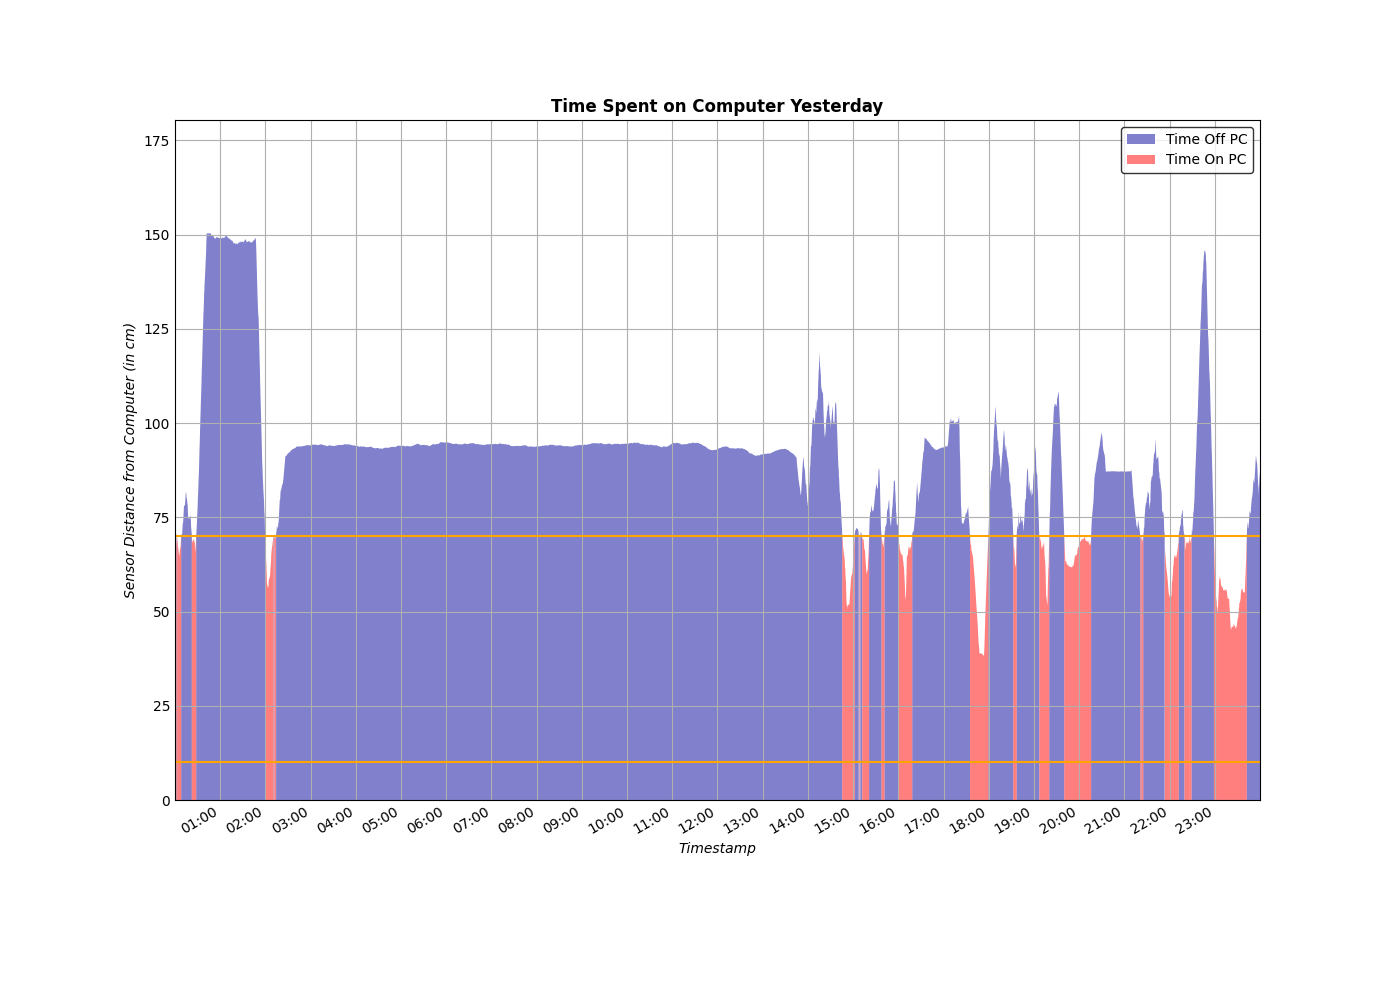 Time Spent on Computer Yesterday
Time Off PC
Time On PC
175
150
125
100
75
50
25
0
Sensor Distance from Computer (in cm)
01:00 02:00 03:00 04:00 05:00 06:00 07:00 08:00 09:00 10:00 11:00 12:00 13:00 14:00 15:00 16:00 17:00 18:00 19:00 20:00 21:00 22:00 23:00
Timestamp